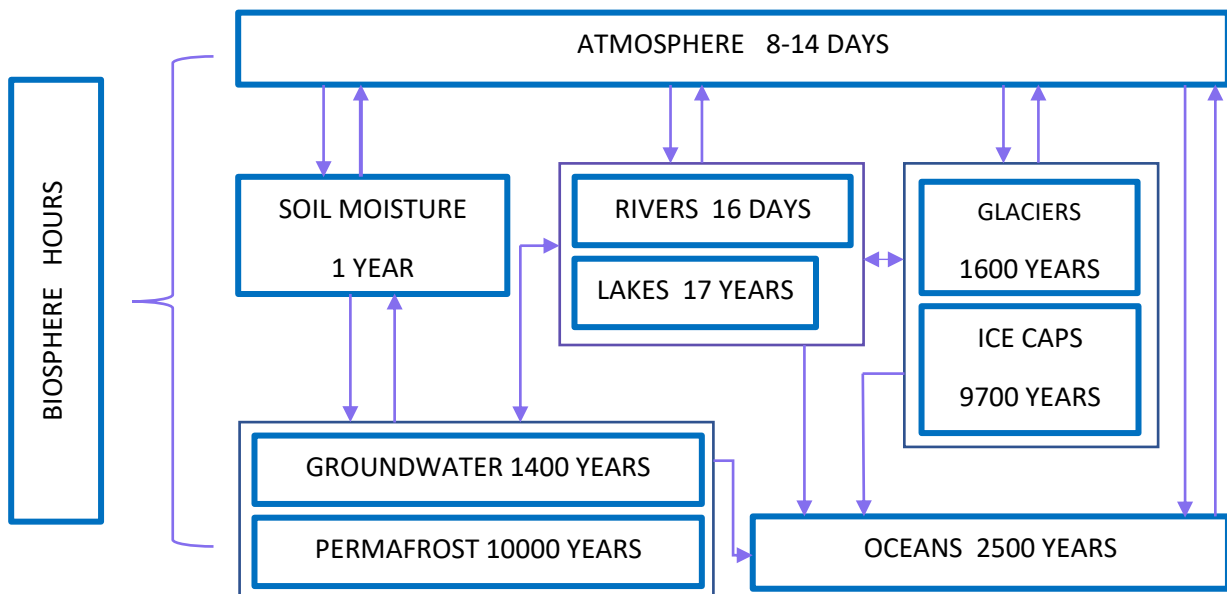 ATMOSPHERE 8-14 DAYS
BIOSPHERE HOURS
SOIL MOISTURE
1 YEAR
RIVERS 16 DAYS
LAKES 17 YEARS
GLACIERS
1600 YEARS
ICE CAPS
9700 YEARS
GROUNDWATER 1400 YEARS
PERMAFROST 10000 YEARS
OCEANS 2500 YEARS